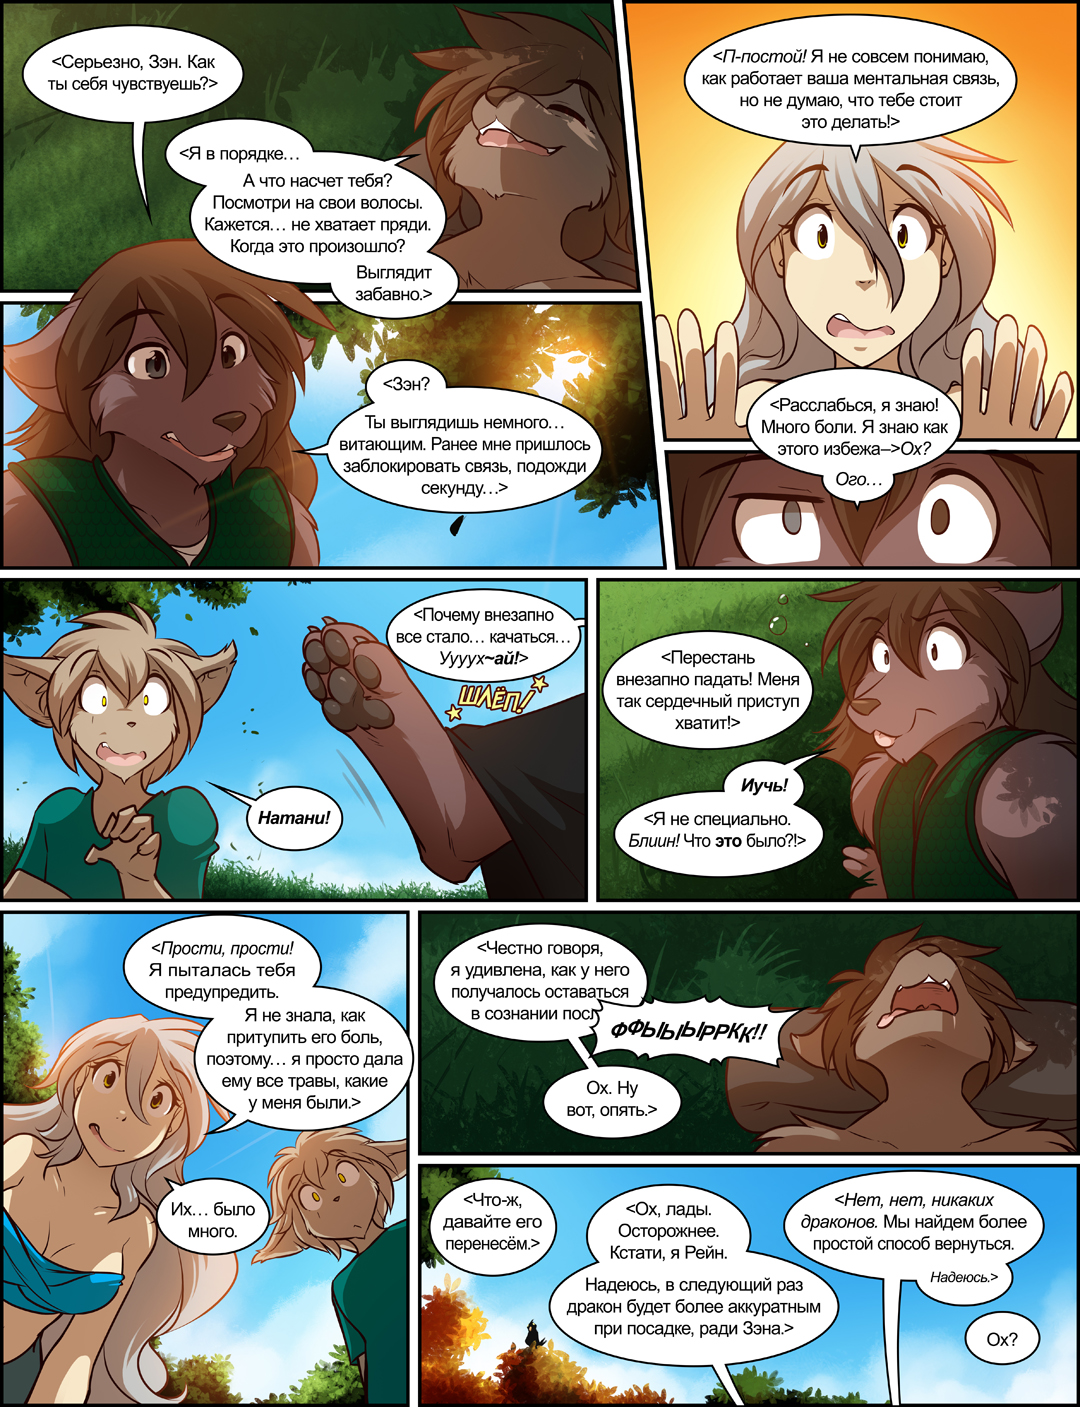 <Серьезно, Зэн. Как
ты себя чувствуешь?>
<Я в порядке...
А что насчет тебя?
Посмотри на свои волосы.
Кажется... не хватает пряди.
Когда это произошло?
Выглядит
забавно.>
<П-постой! Я не совсем понимаю,
как работает ваша ментальная связь,
но не думаю, что тебе стоит
это делать!>
<Зэн?
Ты выглядишь немного...
витающим. Ранее мне пришлось
заблокировать связь, подожди
секунду...>
<Расслабься, я знаю!
Много боли. Я знаю как
этого избежа–>Ох?
Ого...
<Почему внезапно
все стало... качаться...
Уууух~ай!>
ШЛЁП!
Натани!
<Перестань
внезапно падать! Меня
так сердечный приступ
хватит!>
Иучь!
<Я не специально.
Блиин! Что это было?!>
<Прости, прости!
Я пыталась тебя
предупредить.
Я не знала, как
притупить его боль,
поэтому... я просто дала
ему все травы, какие
у меня были.>
Их... было
много.
<Честно говоря,
я удивлена, как у него
получалось оставаться
в сознании посл
ФФЫЫЫРРКК!!
Ох. Ну
вот, опять.>
<Что-ж,
давайте его
перенесём.>
<Ох, лады.
Осторожнее.
Кстати, я Рейн.
Надеюсь, в следующий раз
дракон будет более аккуратным
при посадке, ради Зэна.>
<Нет, нет, никаких
драконов. Мы найдем более
простой способ вернуться.
Надеюсь.>
Ох?